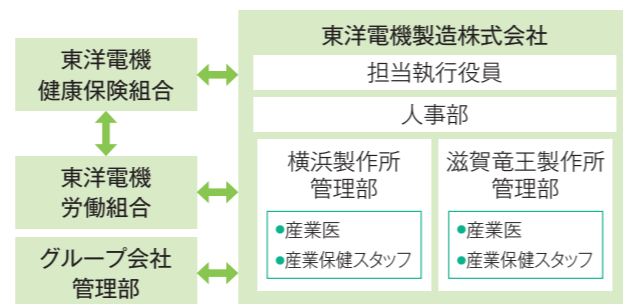 東洋電機
健康保険組合
東洋電機
労働組合
グループ会社
管理部
東洋電機製造株式会社
担当執行役員
人事部
横浜製作所
管理部
●産業医
●産業保健スタッフ
滋賀竜王製作所
管理部
●産業医
●産業保健スタッフ